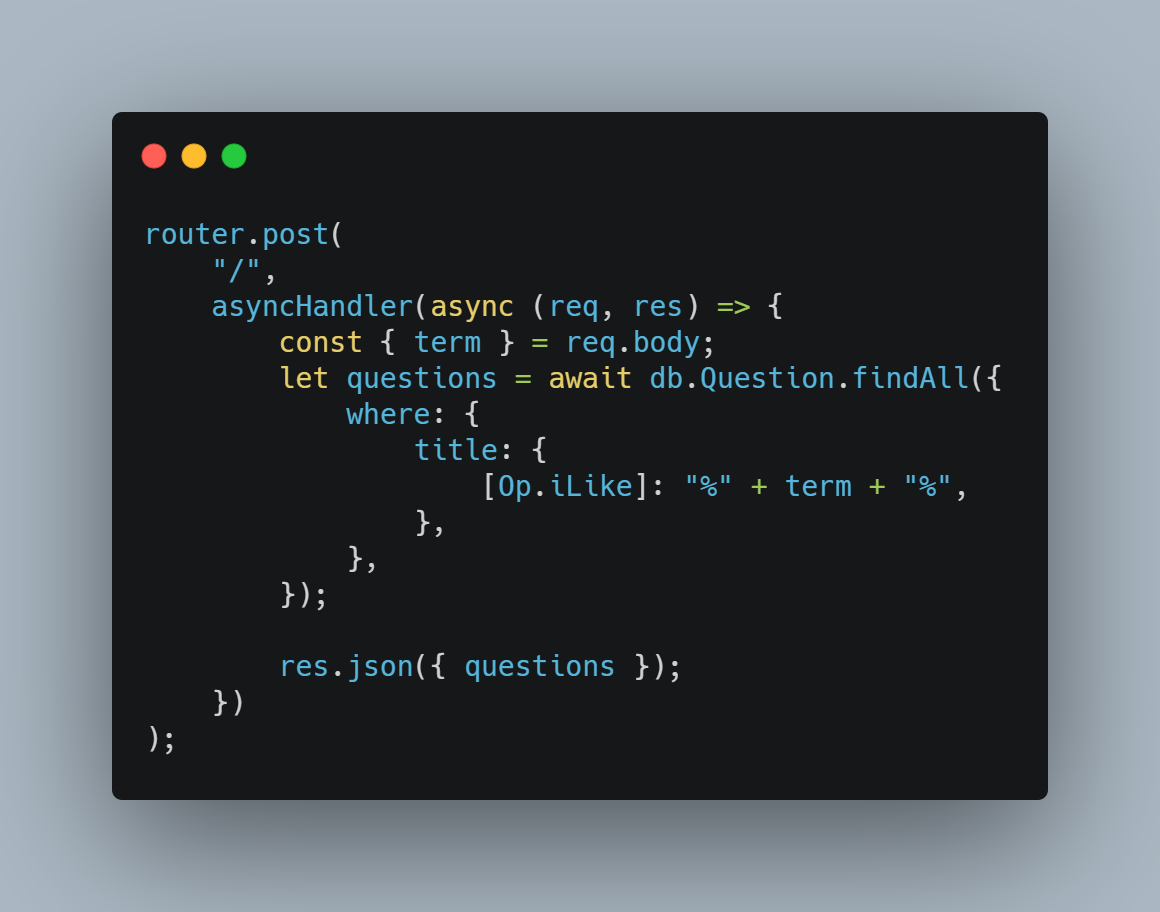 router.post(
    "/",
    asyncHandler(async (req, res) => {
        const { term } = req.body;
        let questions = await db.Question.findAll({
            where: {
                title: {
                    [Op.iLike]: "%" + term + "%",
                },
            },
        });

        res.json({ questions });
    })
);